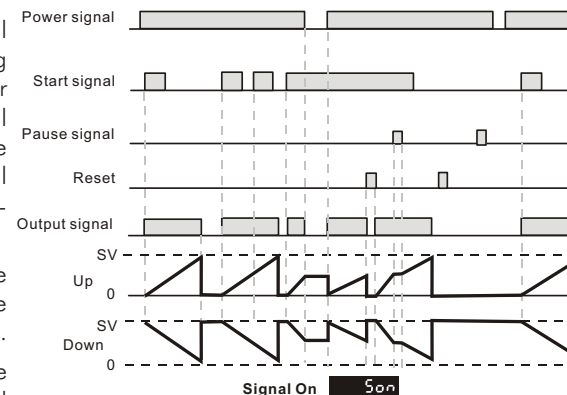 Power signal
Start signal
Pause signal
Reset
Output signal
SV
Up
0
SV
Down
0
Signal On Son